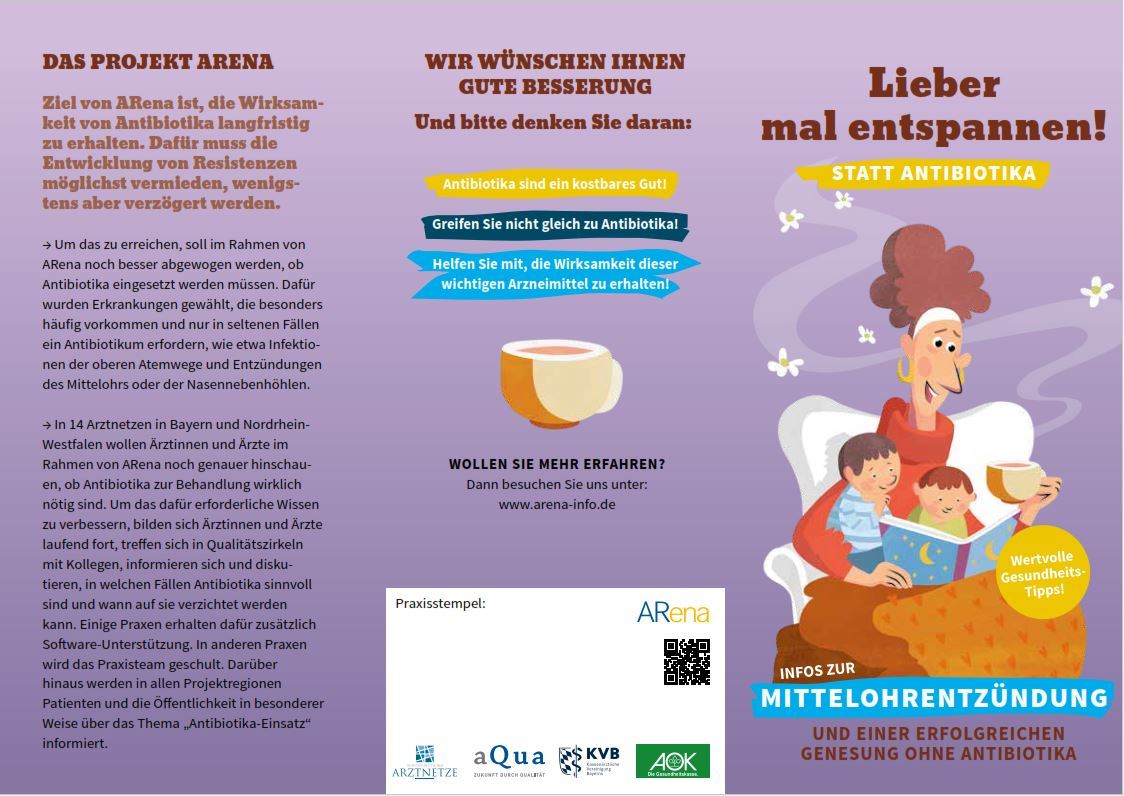 DAS PROJEKT ARENA
Ziel von ARena ist, die Wirksam-
keit von Antibiotika langfristig
zu erhalten. Dafür muss die
Entwicklung von Resistenzen
möglichst vermieden, wenigs-
tens aber verzögert werden.
→ Um das zu erreichen, soll im Rahmen von
ARena noch besser abgewogen werden, ob
Antibiotika eingesetzt werden müssen. Dafür
wurden Erkrankungen gewählt, die besonders
häufig vorkommen und nur in seltenen Fällen
ein Antibiotikum erfordern, wie etwa Infektio-
nen der oberen Atemwege und Entzündungen
des Mittelohrs oder der Nasennebenhöhlen.
→ In 14 Arztnetzen in Bayern und Nordrhein-
Westfalen wollen Ärztinnen und Ärzte im
Rahmen von ARena noch genauer hinschau-
en, ob Antibiotika zur Behandlung wirklich
nötig sind. Um das dafür erforderliche Wissen
zu verbessern, bilden sich Ärztinnen und Ärzte
laufend fort, treffen sich in Qualitätszirkeln
mit Kollegen, informieren sich und disku-
tieren, in welchen Fällen Antibiotika sinnvoll
sind und wann auf sie verzichtet werden
kann. Einige Praxen erhalten dafür zusätzlich
Software-Unterstützung. In anderen Praxen
wird das Praxisteam geschult. Darüber
hinaus werden in allen Projektregionen
Patienten und die Öffentlichkeit in besonderer
Weise über das Thema „Antibiotika-Einsatz“
informiert.
WIR WÜNSCHEN IHNEN
GUTE BESSERUNG
Und bitte denken Sie daran:
Antibiotika sind ein kostbares Gut!
Greifen Sie nicht gleich zu Antibiotika!
Helfen Sie mit, die Wirksamkeit dieser
wichtigen Arzneimittel zu erhalten!
WOLLEN SIE MEHR ERFAHREN?
Dann besuchen Sie uns unter:
www.arena-info.de
Praxisstempel:
ARena
ARZTNETZE
aQua
ZUKUNFT DURCH QUALITÄT
KVB
Kassenärztliche
Vereinigung
Bayerns
AOK
Die Gesundheitskasse.
Lieber
mal entspannen!
STATT ANTIBIOTIKA
Wertvolle
Gesundheits-
Tipps!
INFOS ZUR
MITTELOHRENTZÜNDUNG
UND EINER ERFOLGREICHEN
GENESUNG OHNE ANTIBIOTIKA